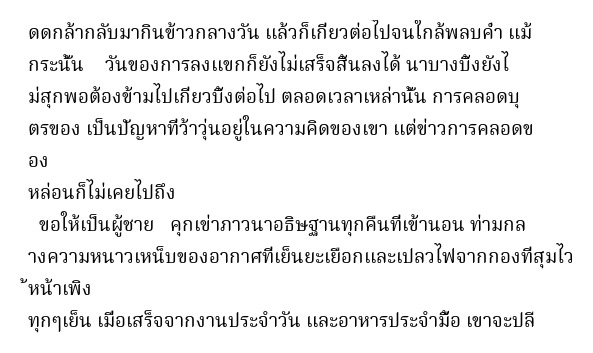 ดดกล้ากลับมากินข้าวกลางวัน แล้วก็เกี่ยวต่อไปจนใกล้พลบค่ำ แม้
กระนั้น วันของการลงแขกก็ยังไม่เสร็จสิ้นลงได้ นาบางบิ้งยังไ
ม่สุกพอต้องข้ามไปเกี่ยวบิ้งต่อไป ตลอดเวลาเหล่านั้น การคลอดบุ
ตรของ เป็นปัญหาที่ว้าวุ่นอยู่ในความคิดของเขา แต่ข่าวการคลอดข
อง
หล่อนก็ไม่เคยไปถึง
ขอให้เป็นผู้ชาย คุกเข่าภาวนาอธิษฐานทุกคืนที่เข้านอน ท่ามกล
างความหนาวเหน็บของอากาศที่เย็นยะเยือกและเปลวไฟจากกองที่สุมไว
้หน้าเพิง
ทุกๆเย็น เมื่อเสร็จจากงานประจำวัน และอาหารประจำมื้อ เขาจะปลี